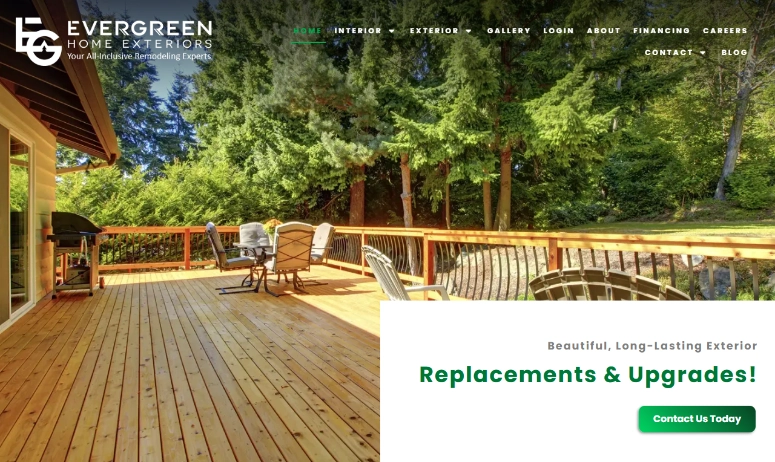 EVERGREEN
HOME EXTERIORS
Your All-Inclusive Remodeling Experts
HOME INTERIOR EXTERIOR GALLERY LOGIN ABOUT FINANCING CAREERS
CONTACT BLOG
Beautiful, Long-Lasting Exterior
Replacements & Upgrades!
Contact Us Today